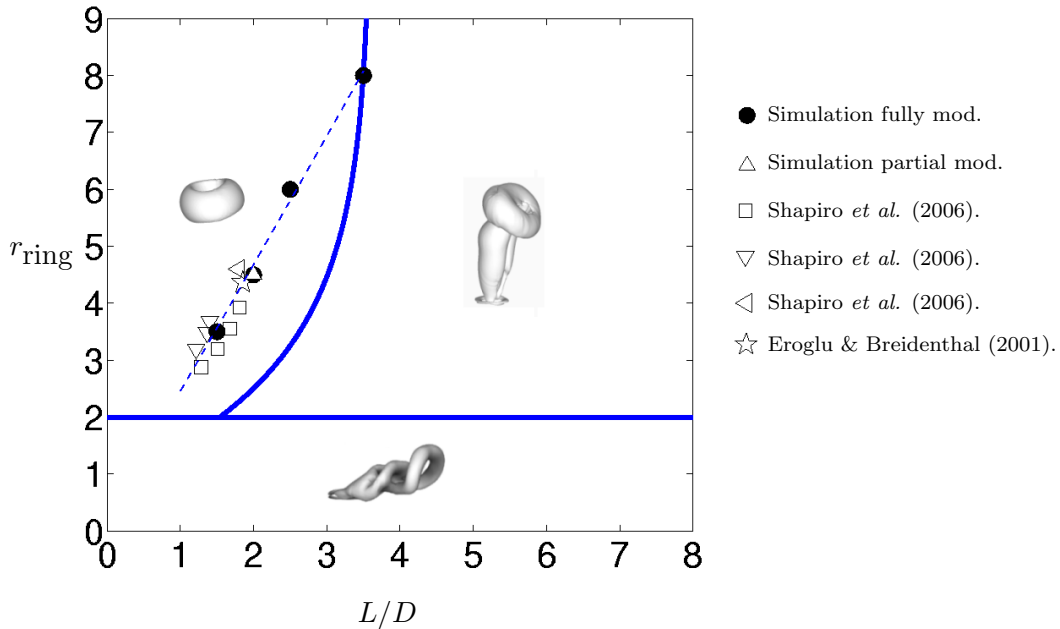 9
8
7
6
5
4
3
2
1
0
r_ring
0 1 2 3 4 5 6 7 8
L/D
Simulation fully mod.
Simulation partial mod.
Shapiro et al. (2006).
Shapiro et al. (2006).
Shapiro et al. (2006).
Eroglu & Breidenthal (2001).